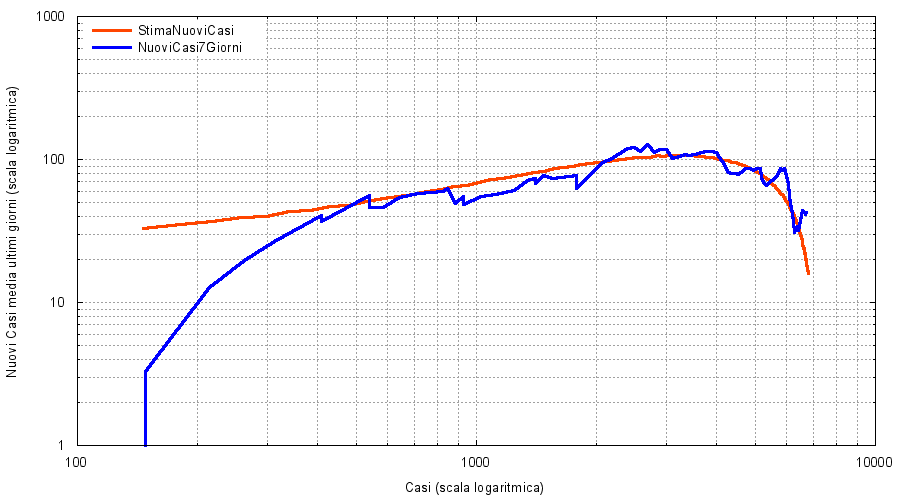 1000
StimaNuoviCasi
NuoviCasi7Giorni
100
10
1
100
1000
10000
Nuovi Casi media ultimi giorni (scala logaritmica)
Casi (scala logaritmica)